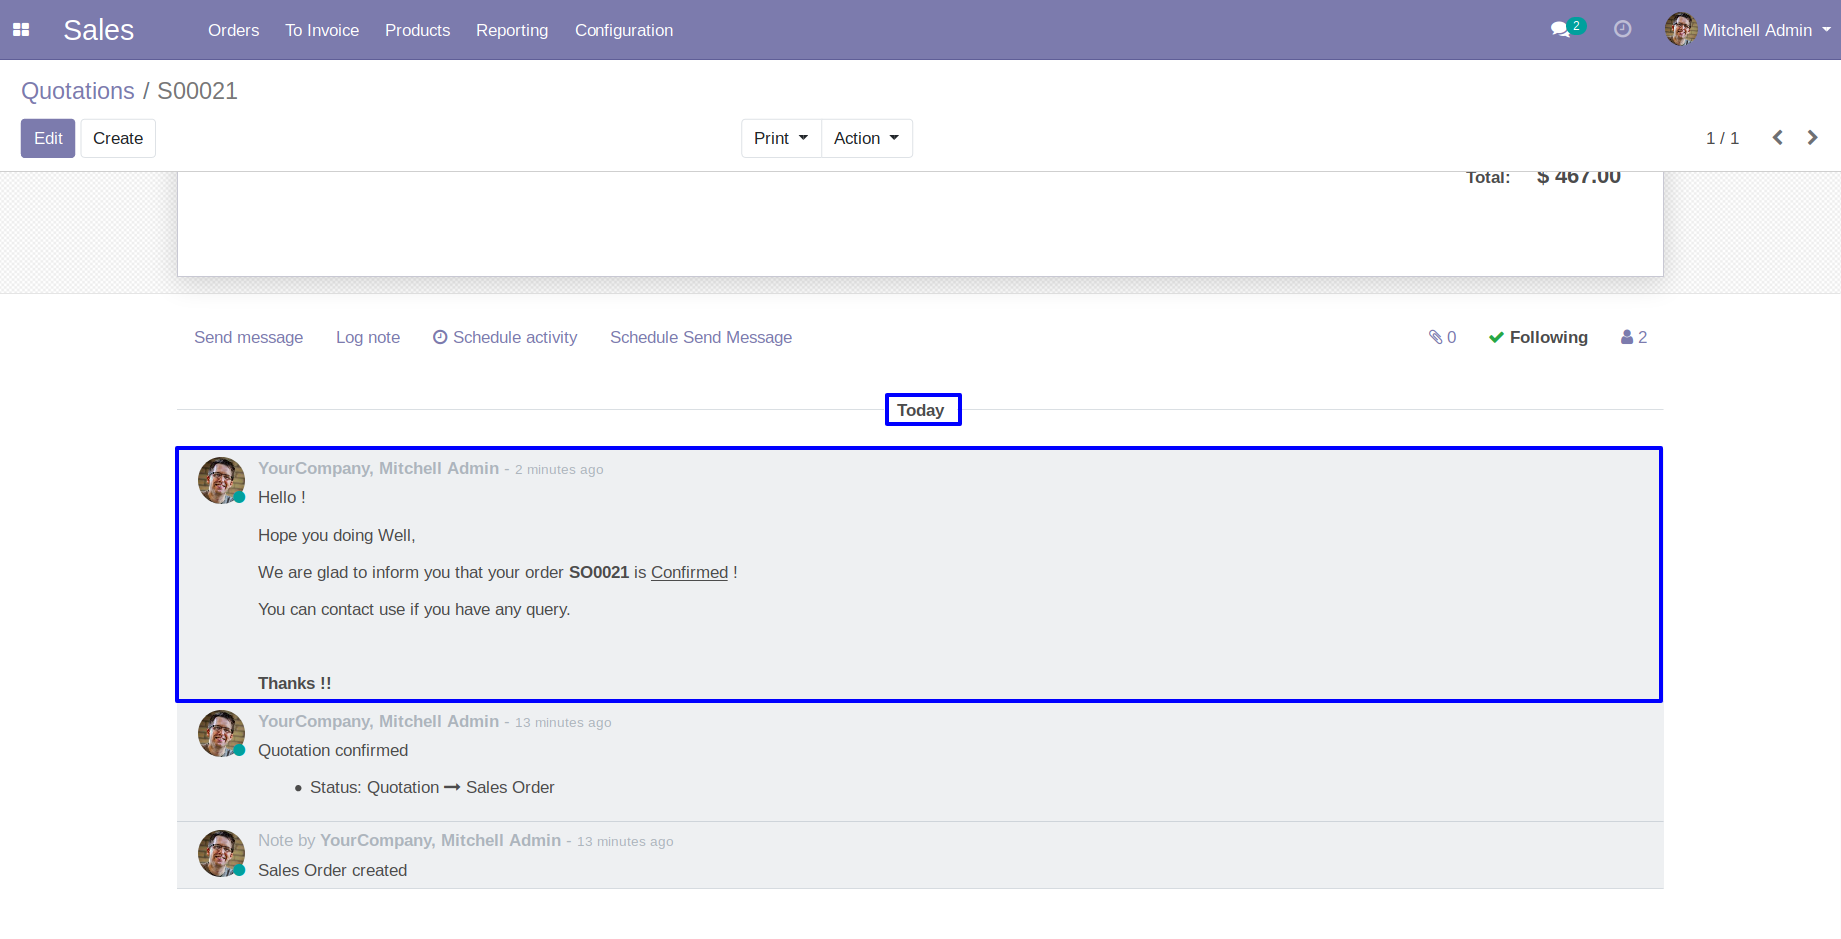 Sales Orders To Invoice Products Reporting Configuration 2 Mitchell Admin
Quotations / S00021
Edit Create Print Action 1 / 1
Total: $ 467.00
Send message Log note Schedule activity Schedule Send Message 0 Following 2
Today
YourCompany, Mitchell Admin - 2 minutes ago
Hello !
Hope you doing Well,
We are glad to inform you that your order SO0021 is Confirmed !
You can contact use if you have any query.
Thanks !!
YourCompany, Mitchell Admin - 13 minutes ago
Quotation confirmed
• Status: Quotation → Sales Order
Note by YourCompany, Mitchell Admin - 13 minutes ago
Sales Order created